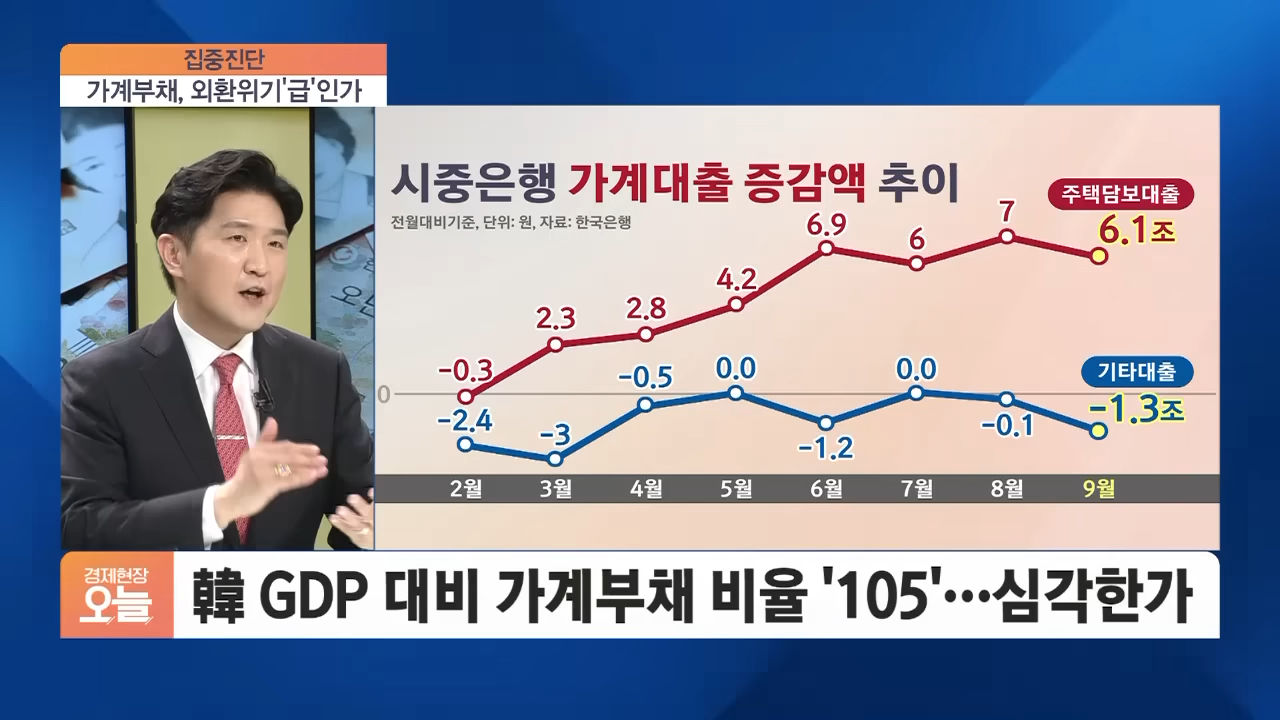 집중진단
가계부채, 외환위기'급'인가
시중은행 가계대출 증감액 추이
전월대비기준, 단위: 원, 자료: 한국은행
주택담보대출
-0.3
2.3
2.8
4.2
6.9
6
7
6.1조
기타대출
0
-2.4
-3
-0.5
0.0
-1.2
0.0
-0.1
-1.3조
2월 3월 4월 5월 6월 7월 8월 9월
경제현장
오늘
韓 GDP 대비 가계부채 비율 '105'…심각한가